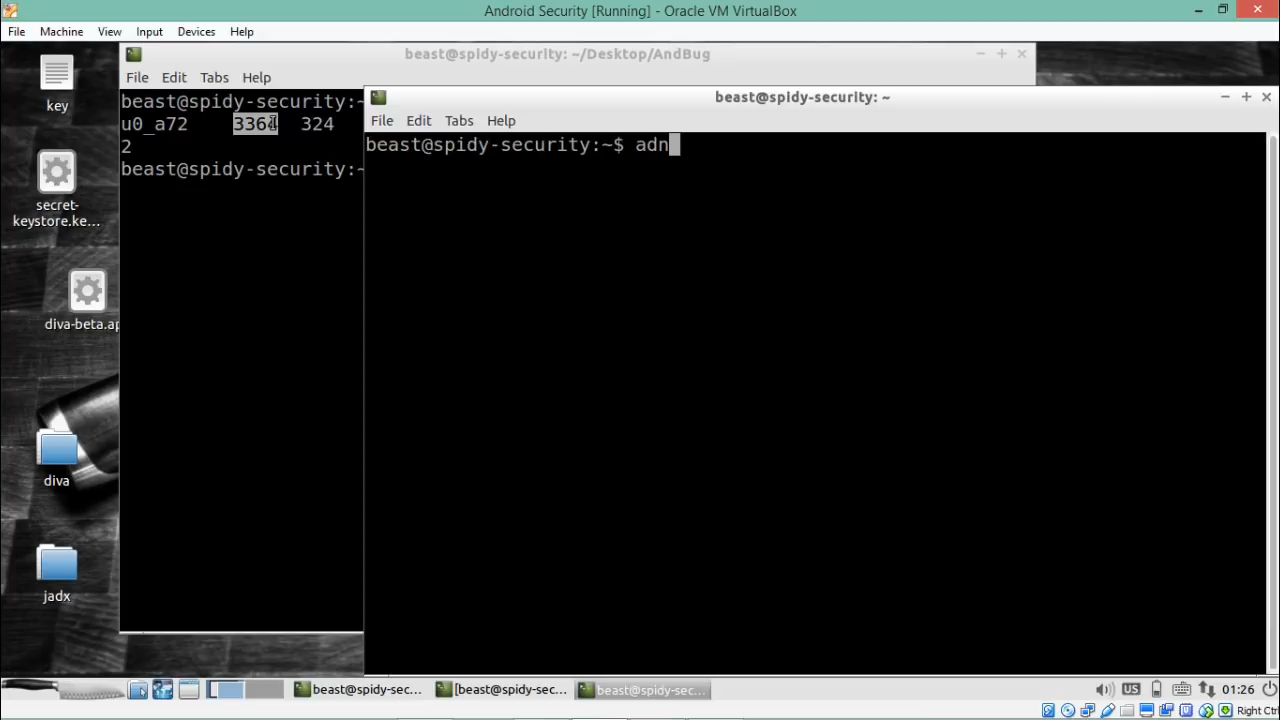 Android Security [Running] - Oracle VM VirtualBox
File Machine View Input Devices Help
beast@spidy-security: ~/Desktop/AndBug
File Edit Tabs Help
beast@spidy-security:~
u0_a72 3364 324
2
beast@spidy-security:~
beast@spidy-security: ~
File Edit Tabs Help
beast@spidy-security:~$ adn
key
secret-
keystore.ke...
diva-beta.ap
diva
jadx
beast@spidy-sec...
[beast@spidy-sec...
beast@spidy-sec...
US
01:26
Right Ctrl